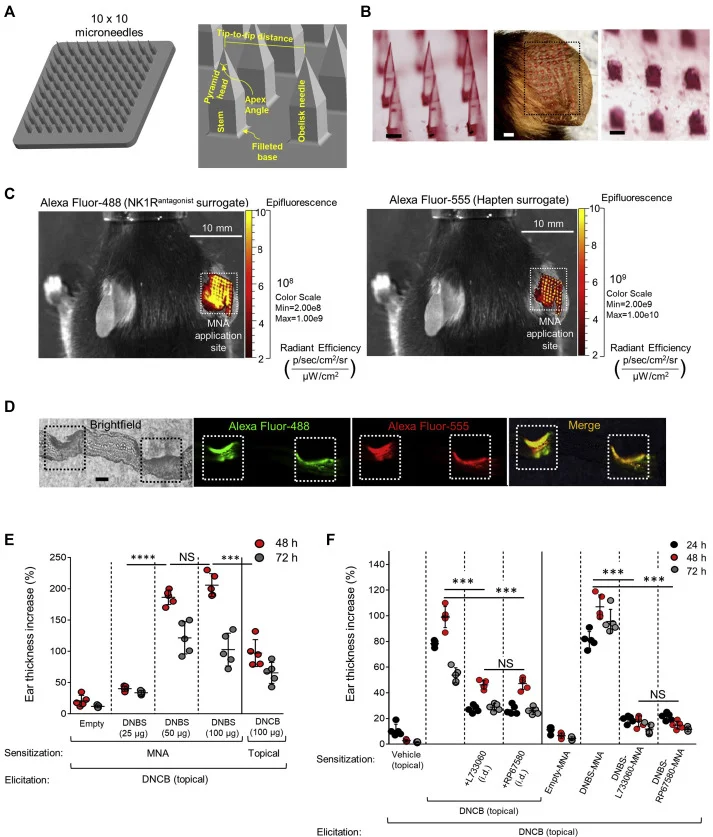 A
10 x 10
microneedles
Tip-to-tip distance
Pyramid
head
Apex
Angle
Stem
Obelisk needle
Filleted
base
B
C
Alexa Fluor-488 (NK1Rantagonist surrogate)
Epifluorescence
10 mm
MNA
application
site
10
8
6
4
2
10⁸
Color Scale
Min=2.00e8
Max=1.00e9
Radiant Efficiency
(p/sec/cm²/sr
µW/cm²)
Alexa Fluor-555 (Hapten surrogate)
Epifluorescence
10 mm
MNA
application
site
10
8
6
4
2
10⁹
Color Scale
Min=2.00e9
Max=1.00e10
Radiant Efficiency
(p/sec/cm²/sr
µW/cm²)
D
Brightfield
Alexa Fluor-488
Alexa Fluor-555
Merge
E
48 h
72 h
Ear thickness increase (%)
250
200
150
100
50
0
**** NS ***
Empty
DNBS
(25 µg)
DNBS
(50 µg)
DNBS
(100 µg)
DNCB
(100 µg)
Sensitization:
MNA
Topical
Elicitation:
DNCB (topical)
F
24 h
48 h
72 h
Ear thickness increase (%)
140
120
100
80
60
40
20
0
***
***
NS
***
***
NS
Sensitization:
Vehicle
(topical)
+L733060
(i.d.)
+RP67580
(i.d.)
DNCB (topical)
Empty-MNA
DNBS-MNA
DNBS-
L733060-MNA
DNBS-
RP67580-MNA
Elicitation:
DNCB (topical)